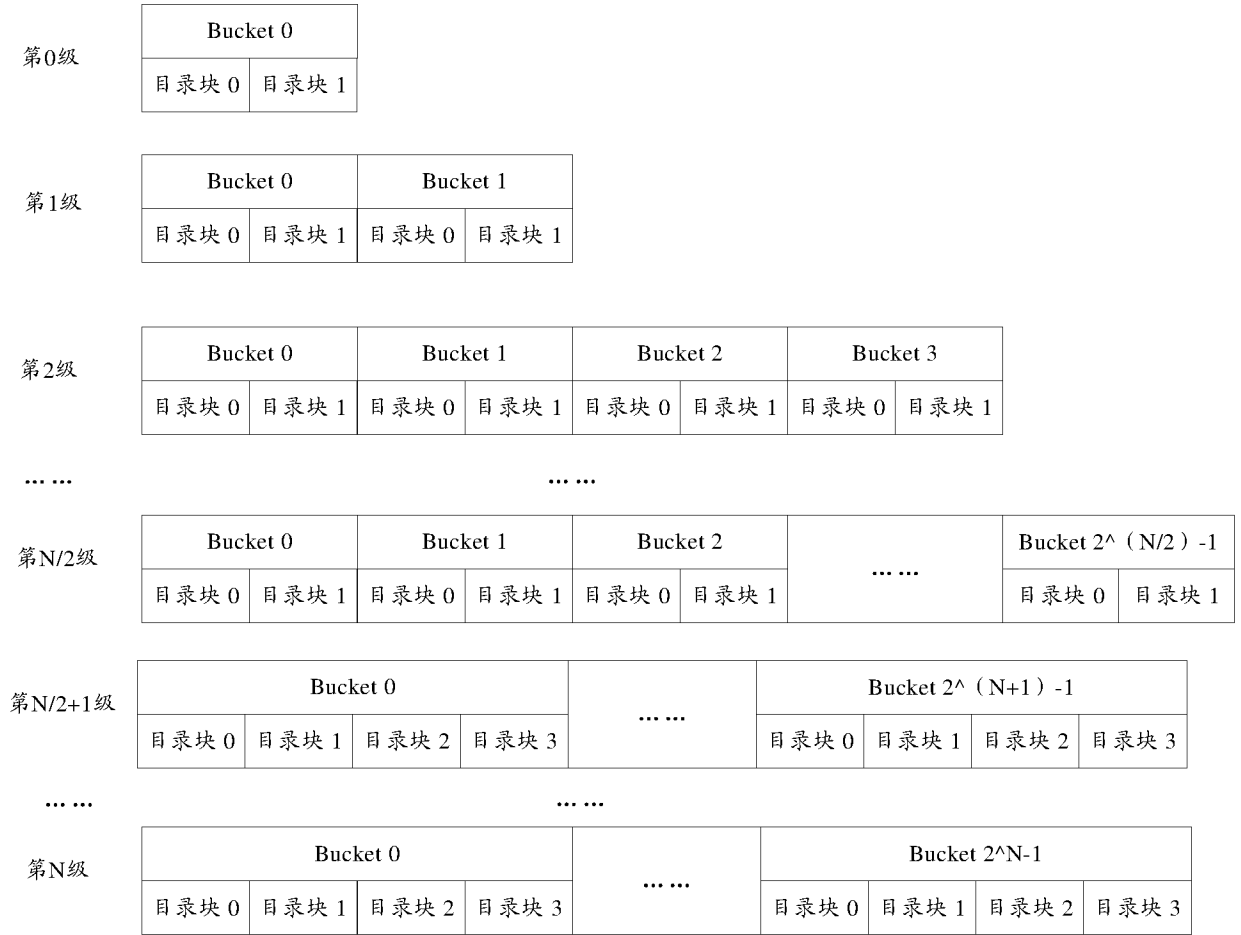 第0级
Bucket 0
目录块 0 目录块 1
第1级
Bucket 0 Bucket 1
目录块 0 目录块 1 目录块 0 目录块 1
第2级
Bucket 0 Bucket 1 Bucket 2 Bucket 3
目录块 0 目录块 1 目录块 0 目录块 1 目录块 0 目录块 1 目录块 0 目录块 1
…… ……
第N/2级
Bucket 0 Bucket 1 Bucket 2 …… Bucket 2^（N/2）-1
目录块 0 目录块 1 目录块 0 目录块 1 目录块 0 目录块 1 目录块 0 目录块 1
第N/2+1级
Bucket 0 …… Bucket 2^（N+1）-1
目录块 0 目录块 1 目录块 2 目录块 3 目录块 0 目录块 1 目录块 2 目录块 3
…… ……
第N级
Bucket 0 …… Bucket 2^N-1
目录块 0 目录块 1 目录块 2 目录块 3 目录块 0 目录块 1 目录块 2 目录块 3